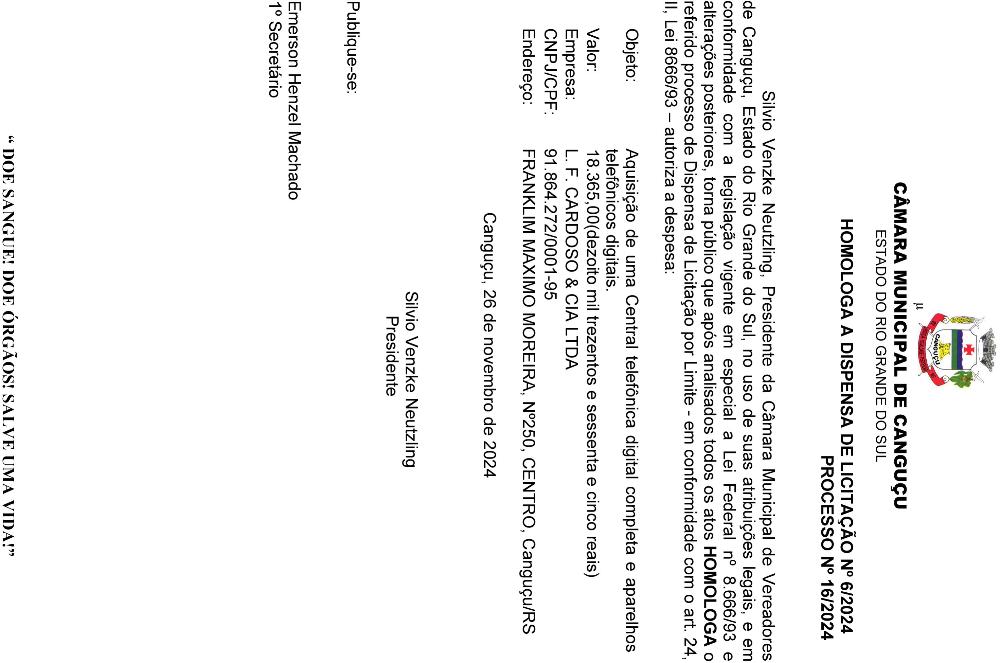 CANGUÇU
1812 JUSTIÇA - IGUALDADE - PERFEIÇÃO 1857
µ
CÂMARA MUNICIPAL DE CANGUÇU
ESTADO DO RIO GRANDE DO SUL
HOMOLOGA A DISPENSA DE LICITAÇÃO Nº 6/2024
PROCESSO Nº 16/2024
Silvio Venzke Neutzling, Presidente da Câmara Municipal de Vereadores
de Canguçu, Estado do Rio Grande do Sul, no uso de suas atribuições legais, e em
conformidade com a legislação vigente em especial a Lei Federal nº 8.666/93 e
alterações posteriores, torna público que após analisados todos os atos HOMOLOGA o
referido processo de Dispensa de Licitação por Limite - em conformidade com o art. 24,
II, Lei 8666/93 – autoriza a despesa:
Objeto: Aquisição de uma Central telefônica digital completa e aparelhos
telefônicos digitais.
Valor: 18.365,00(dezoito mil trezentos e sessenta e cinco reais)
Empresa: L. F. CARDOSO & CIA LTDA
CNPJ/CPF: 91.864.272/0001-95
Endereço: FRANKLIM MAXIMO MOREIRA, Nº250, CENTRO, Canguçu/RS
Canguçu, 26 de novembro de 2024
Silvio Venzke Neutzling
Presidente
Publique-se:
Emerson Henzel Machado
1º Secretário
“ DOE SANGUE! DOE ÓRGÃOS! SALVE UMA VIDA!”